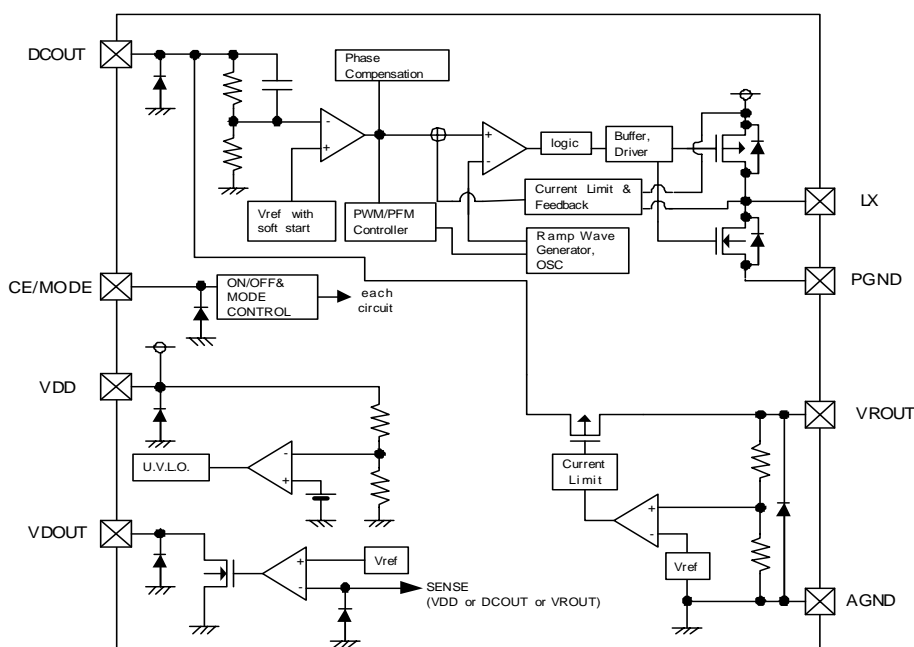 DCOUT
Phase
Compensation
-
+
+
-
logic
Buffer,
Driver
Current Limit &
Feedback
LX
Vref with
soft start
PWM/PFM
Controller
Ramp Wave
Generator,
OSC
PGND
CE/MODE
ON/OFF&
MODE
CONTROL
each
circuit
VDD
VROUT
U.V.L.O.
-
+
Current
Limit
+
-
VDOUT
Vref
+
-
SENSE
(VDD or DCOUT or VROUT)
Vref
AGND